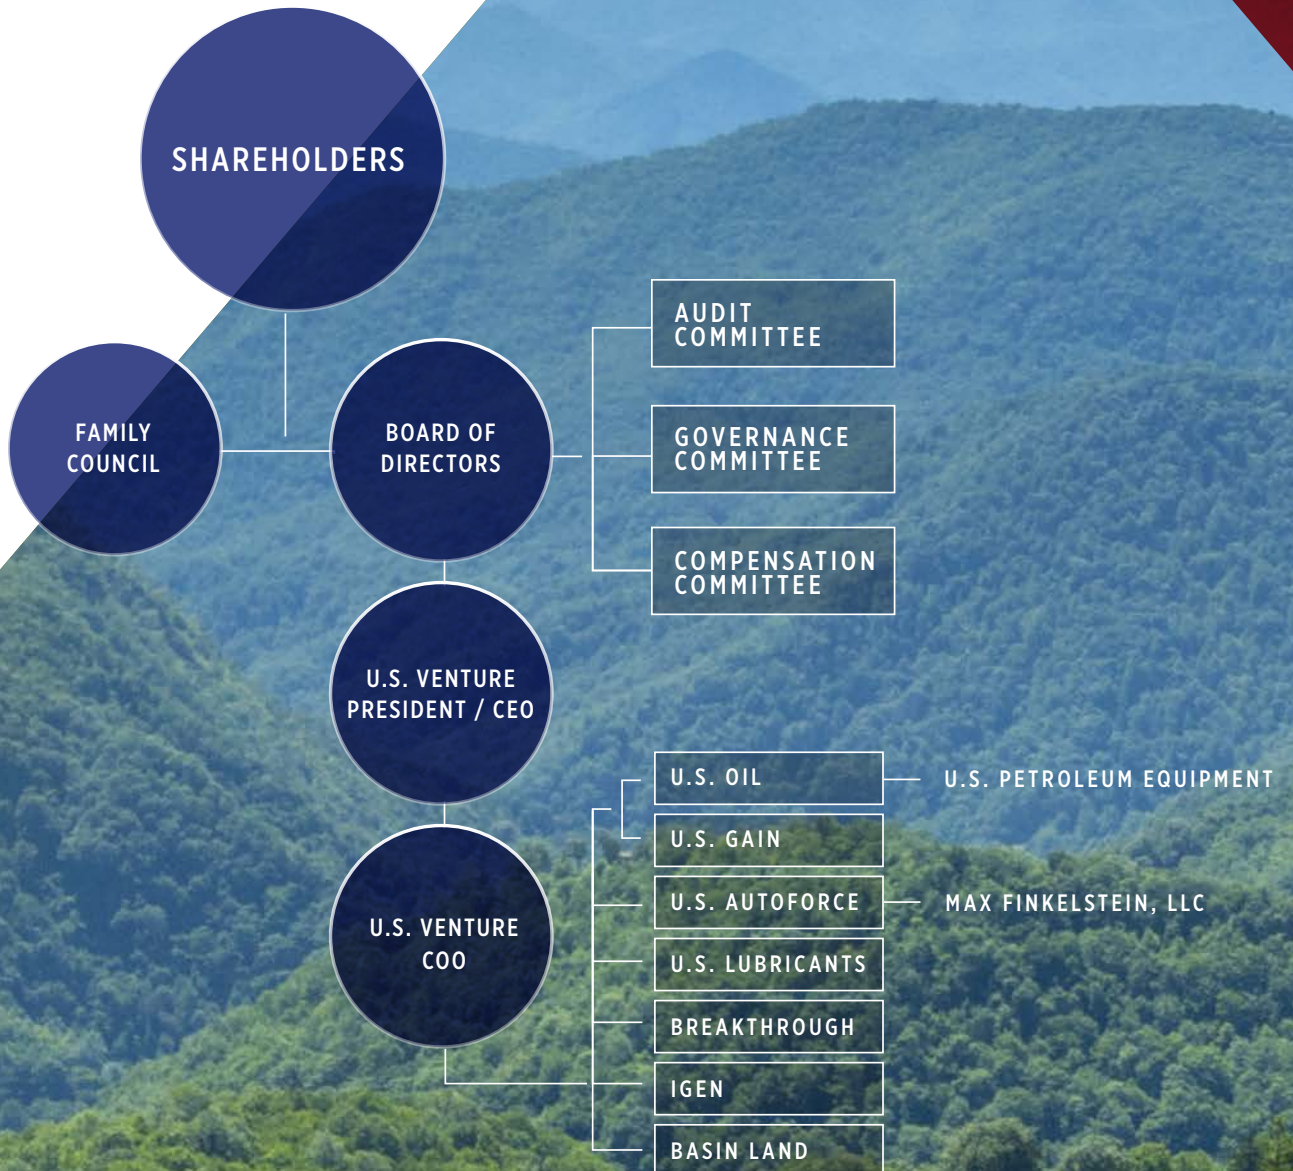 SHAREHOLDERS
FAMILY
COUNCIL
BOARD OF
DIRECTORS
AUDIT
COMMITTEE
GOVERNANCE
COMMITTEE
COMPENSATION
COMMITTEE
U.S. VENTURE
PRESIDENT / CEO
U.S. VENTURE
COO
U.S. OIL
U.S. PETROLEUM EQUIPMENT
U.S. GAIN
U.S. AUTOFORCE
MAX FINKELSTEIN, LLC
U.S. LUBRICANTS
BREAKTHROUGH
IGEN
BASIN LAND